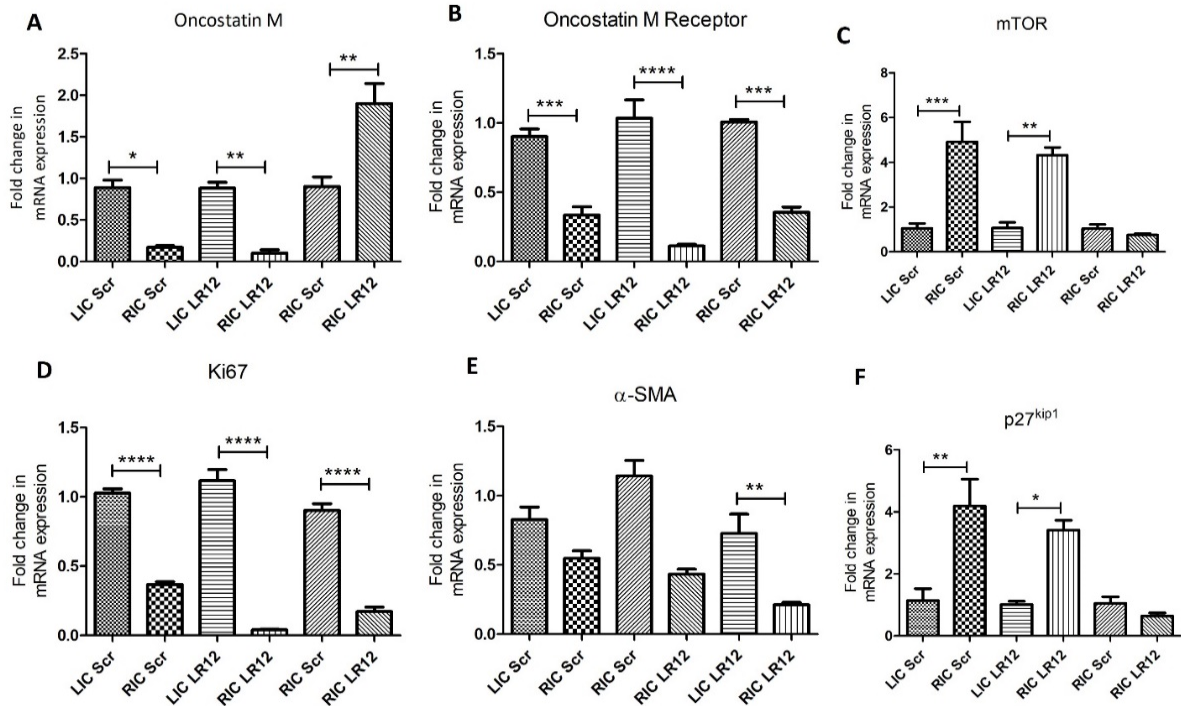 A
Oncostatin M
Fold change in
mRNA expression
2.5
2.0
1.5
1.0
0.5
0.0
*
**
**
LIC Scr
RIC Scr
LIC LR12
RIC LR12
RIC Scr
RIC LR12
B
Oncostatin M Receptor
Fold change in
mRNA expression
1.5
1.0
0.5
0.0
***
****
***
LIC Scr
RIC Scr
LIC LR12
RIC LR12
RIC Scr
RIC LR12
C
mTOR
Fold change in
mRNA expression
8
6
4
2
0
***
**
LIC Scr
RIC Scr
LIC LR12
RIC LR12
RIC Scr
RIC LR12
D
Ki67
Fold change in
mRNA expression
1.5
1.0
0.5
0.0
****
****
****
LIC Scr
RIC Scr
LIC LR12
RIC LR12
RIC Scr
RIC LR12
E
α-SMA
Fold change in
mRNA expression
1.5
1.0
0.5
0.0
**
LIC Scr
RIC Scr
RIC Scr
RIC LR12
LIC LR12
RIC LR12
F
p27kip1
Fold change in
mRNA expression
6
4
2
0
**
*
LIC Scr
RIC Scr
LIC LR12
RIC LR12
RIC Scr
RIC LR12